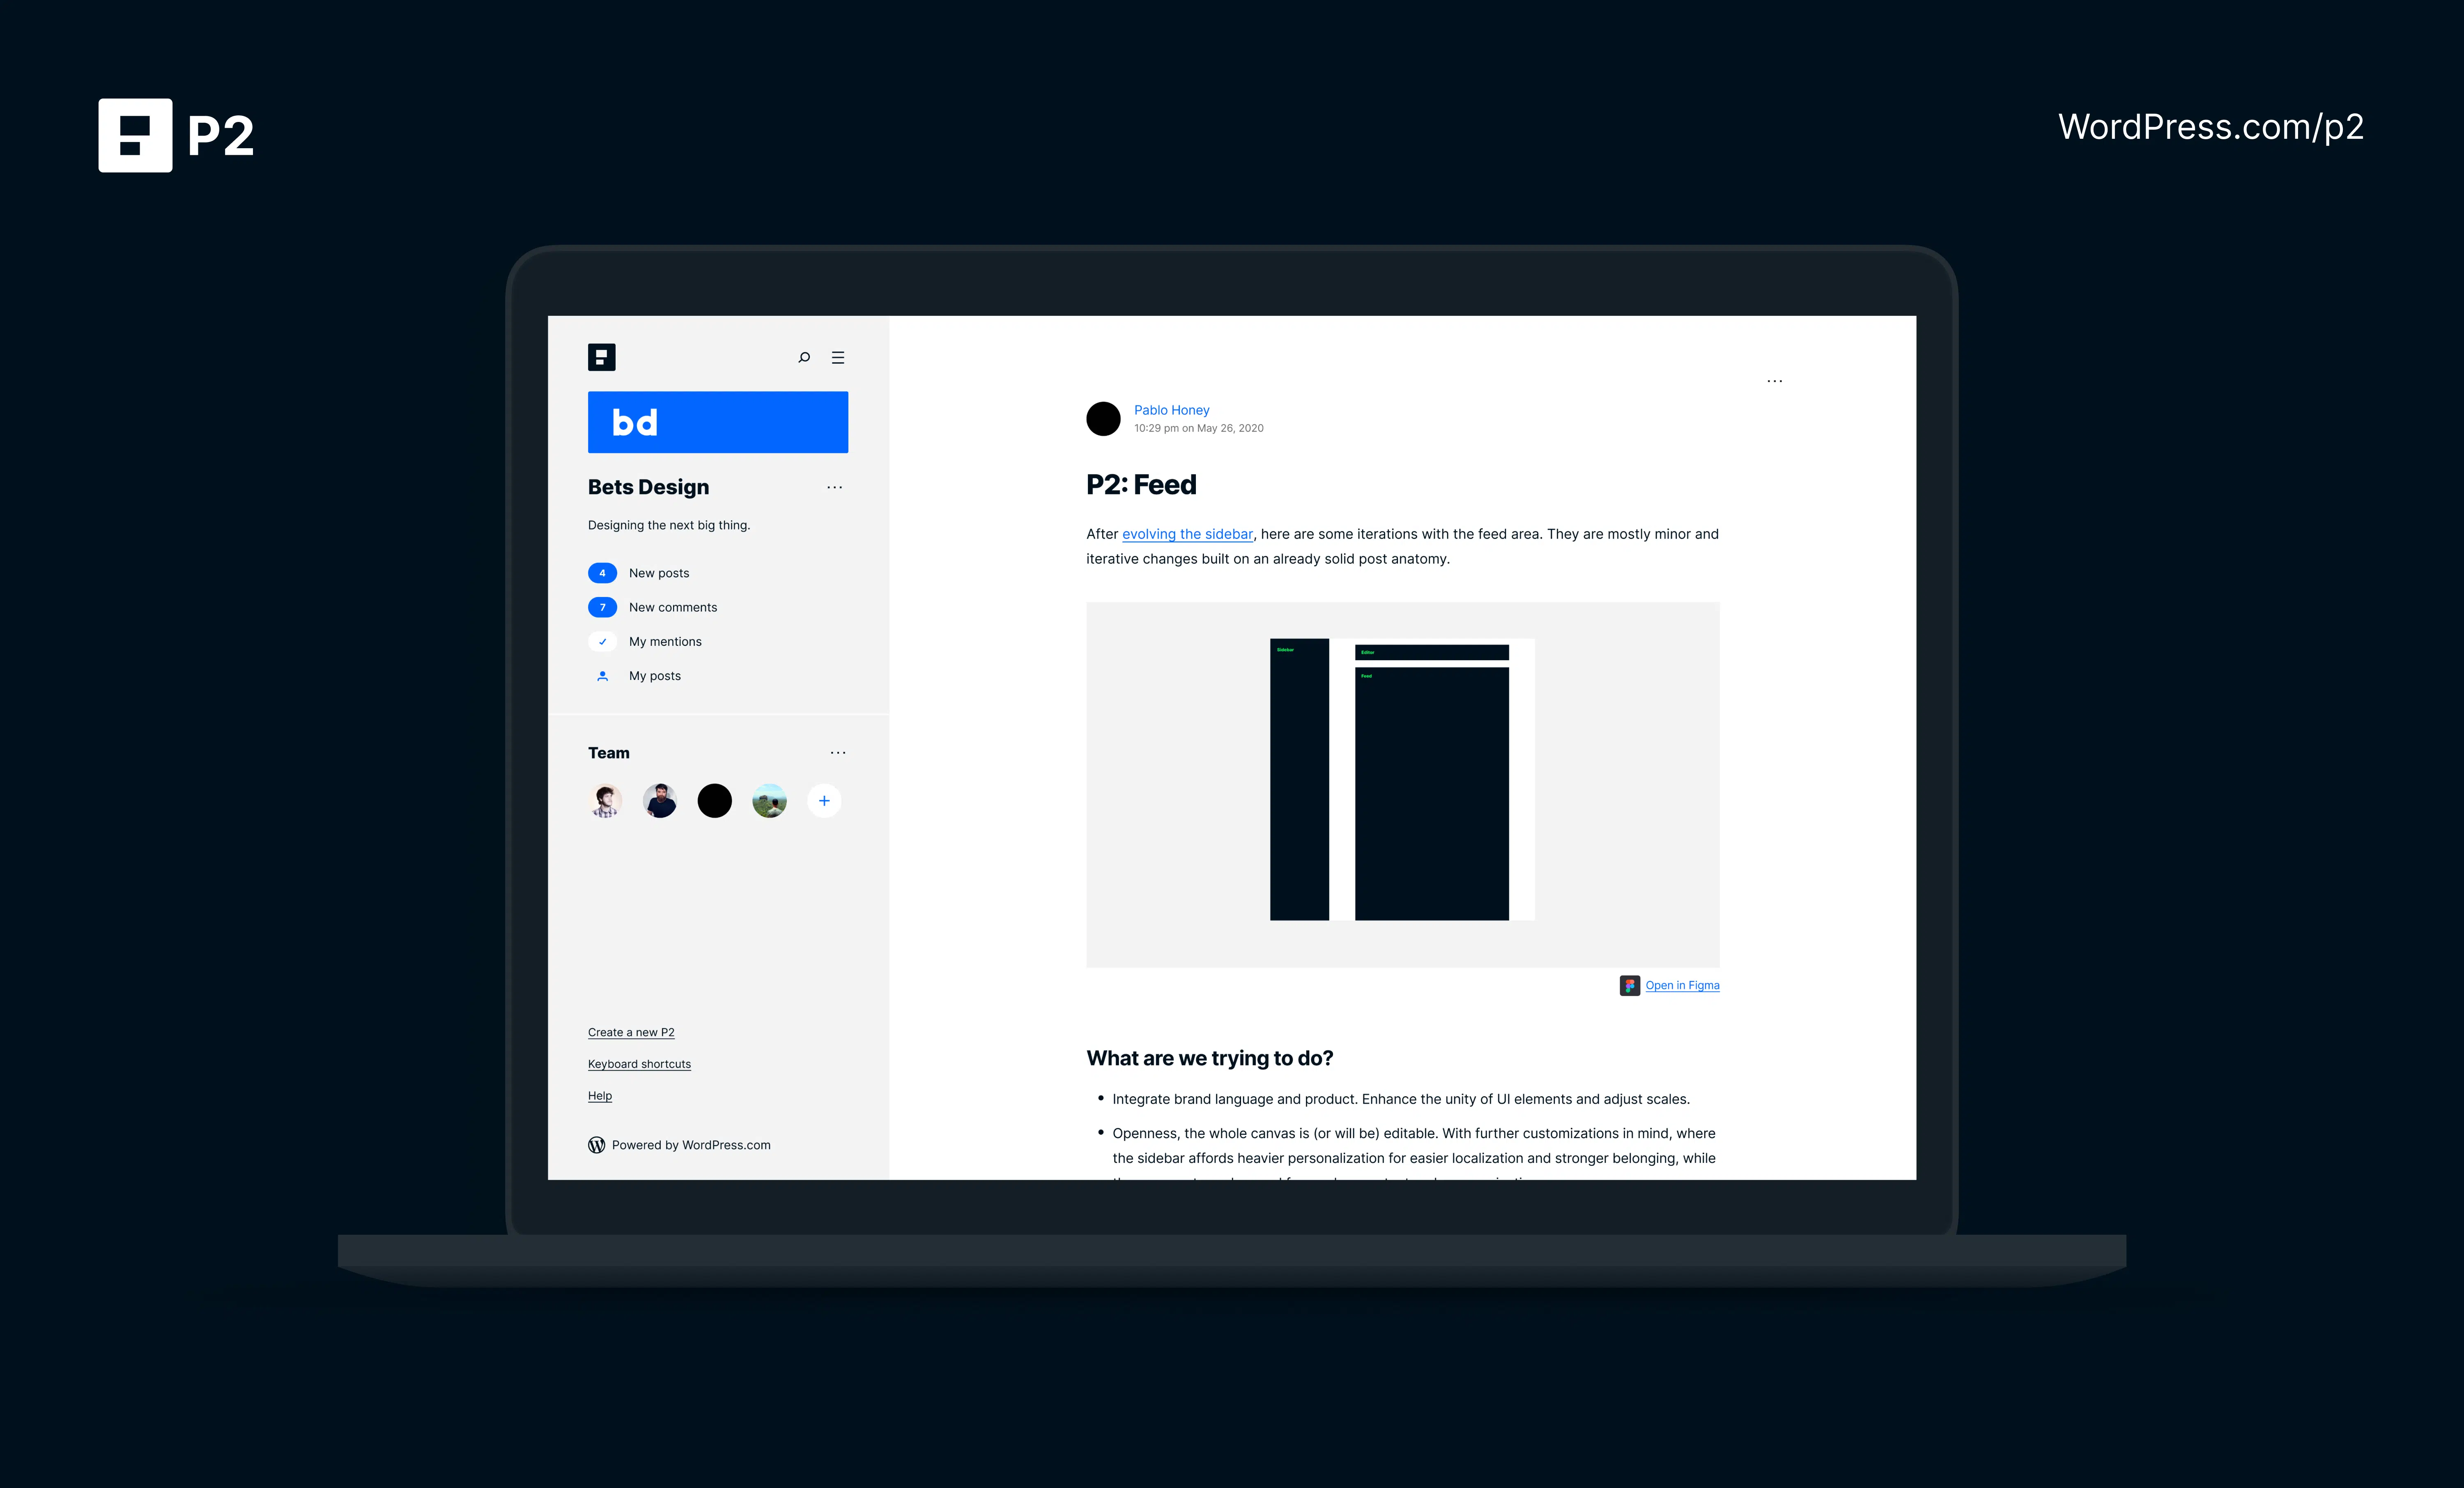 P2
WordPress.com/p2
bd
Bets Design
Designing the next big thing.
4 New posts
7 New comments
My mentions
My posts
Team
Create a new P2
Keyboard shortcuts
Help
Powered by WordPress.com
Pablo Honey
10:29 pm on May 26, 2020
P2: Feed
After evolving the sidebar, here are some iterations with the feed area. They are mostly minor and
iterative changes built on an already solid post anatomy.
Sidebar
Editor
Feed
Open in Figma
What are we trying to do?
• Integrate brand language and product. Enhance the unity of UI elements and adjust scales.
• Openness, the whole canvas is (or will be) editable. With further customizations in mind, where
the sidebar affords heavier personalization for easier localization and stronger belonging, while